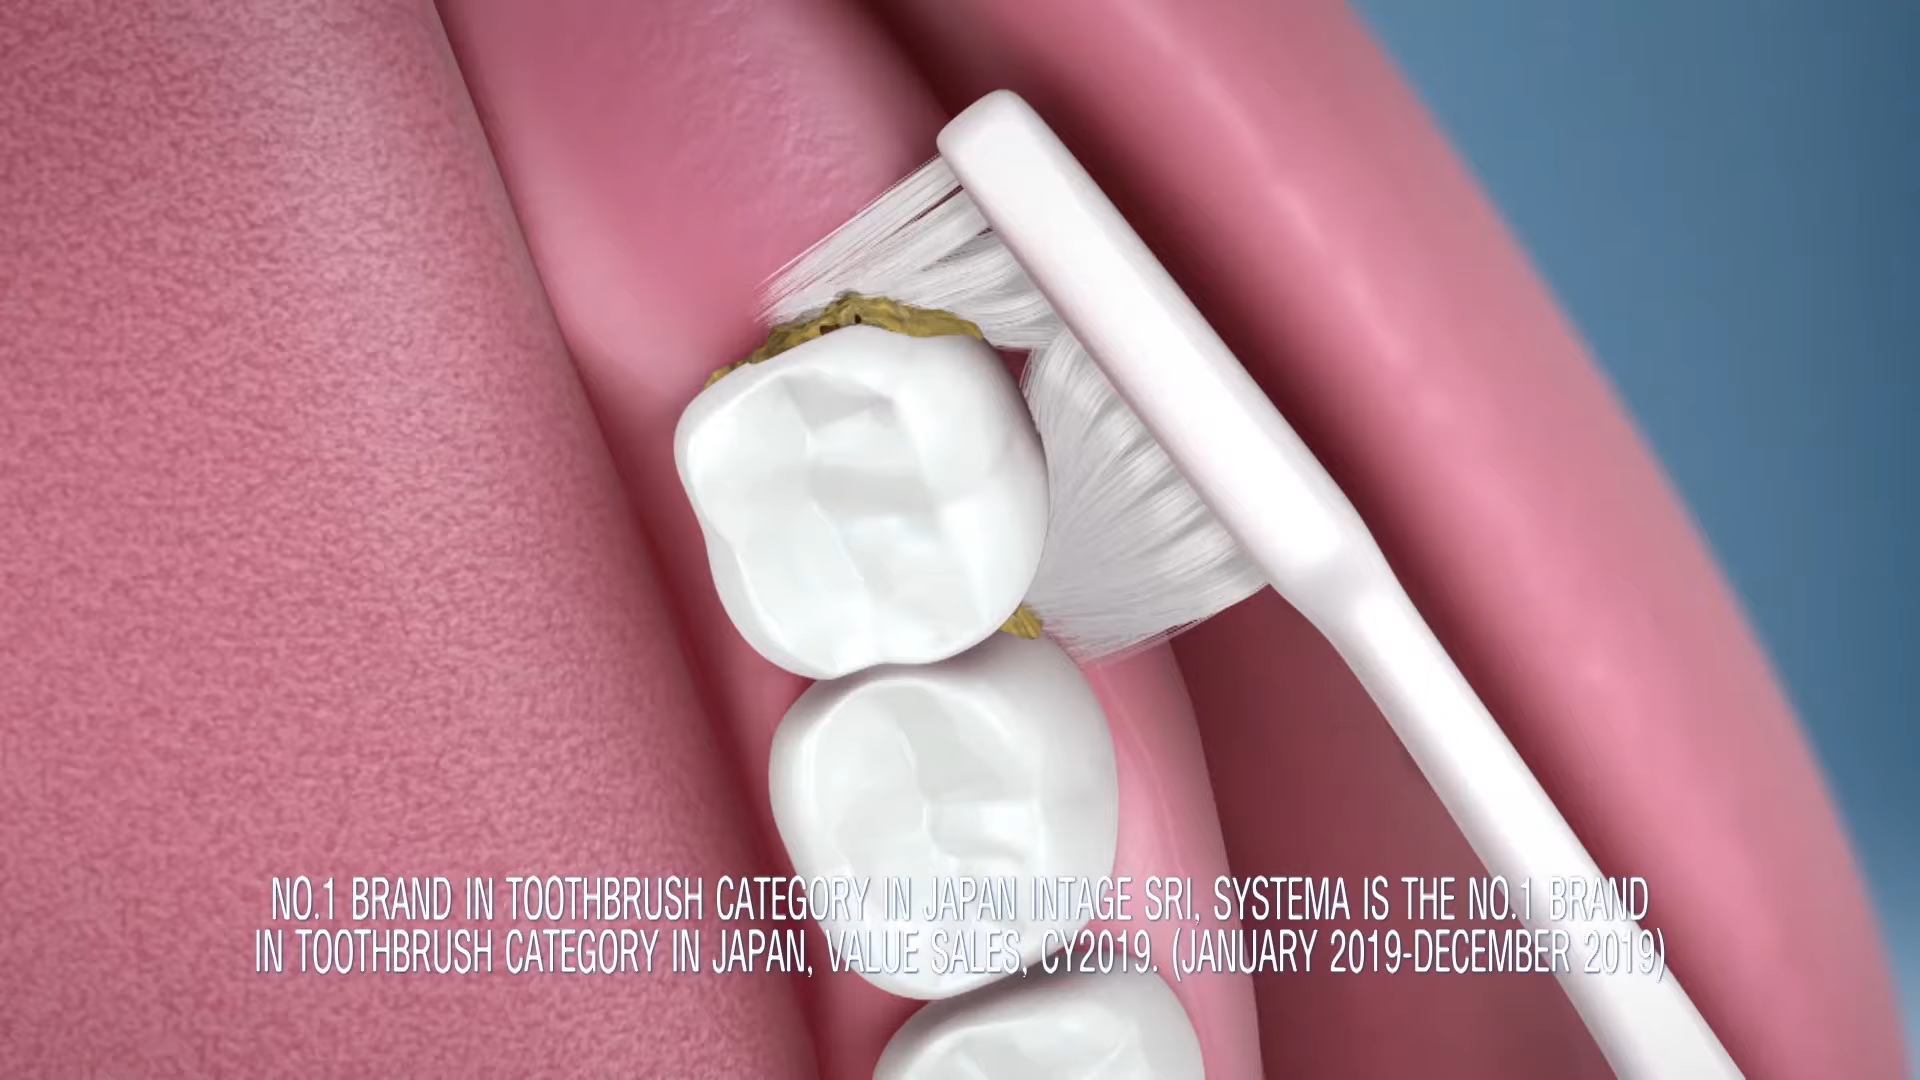 NO.1 BRAND IN TOOTHBRUSH CATEGORY IN JAPAN INTAGE SRI, SYSTEMA IS THE NO.1 BRAND
IN TOOTHBRUSH CATEGORY IN JAPAN, VALUE SALES, CY2019. (JANUARY 2019-DECEMBER 2019)